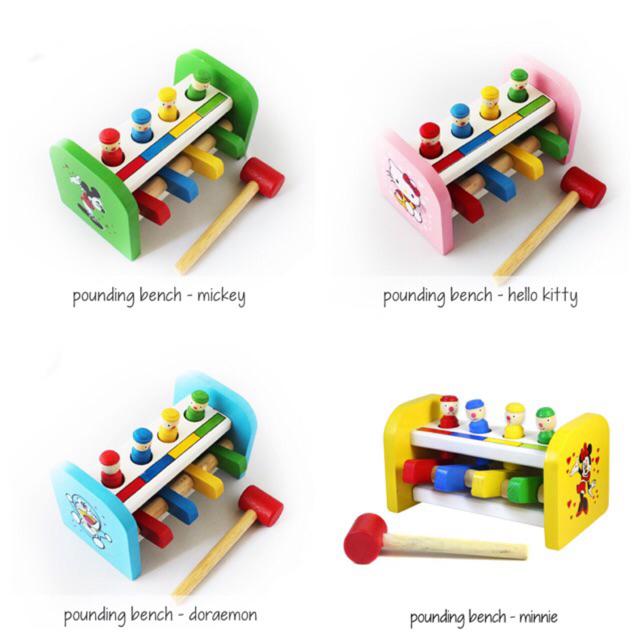 pounding bench - mickey
pounding bench - hello kitty
pounding bench - doraemon
pounding bench - minnie